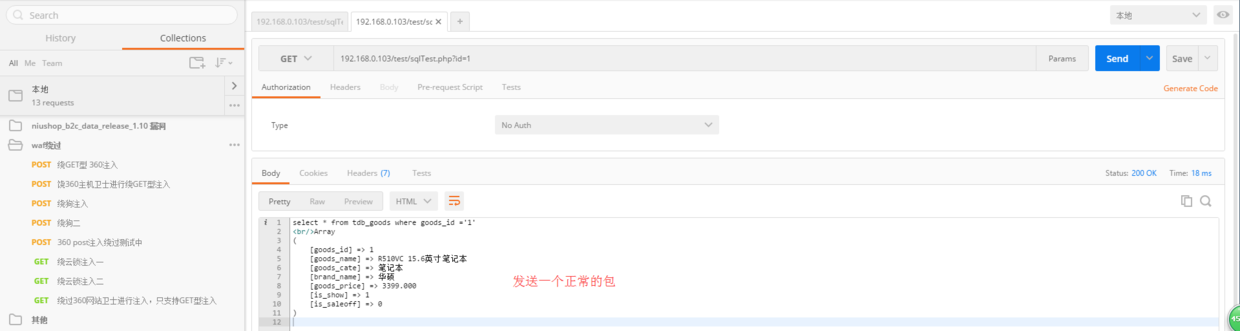 Search
History
Collections
All Me Team
本地
13 requests
niushop_b2c_data_release_1.10 漏洞
waf绕过
POST 绕GET型 360注入
POST 饶360主机卫士进行绕GET型注入
POST 绕狗注入
POST 绕狗二
POST 360 post注入绕过测试中
GET 绕云锁注入一
GET 绕云锁注入二
GET 绕过360网站卫士进行注入，只支持GET型注入
其他
192.168.0.103/test/sqlTe
192.168.0.103/test/sc
本地
GET
192.168.0.103/test/sqlTest.php?id=1
Params
Send
Save
Authorization
Headers
Body
Pre-request Script
Tests
Generate Code
Type
No Auth
Body
Cookies
Headers (7)
Tests
Status: 200 OK
Time: 18 ms
Pretty
Raw
Preview
HTML
i 1 select * from tdb_goods where goods_id ='1'
2 <br/>Array
3 (
4 [goods_id] => 1
5 [goods_name] => R510VC 15.6英寸笔记本
6 [goods_cate] => 笔记本
7 [brand_name] => 华硕
8 [goods_price] => 3399.000
9 [is_show] => 1
10 [is_saleoff] => 0
11 )
12
发送一个正常的包
45